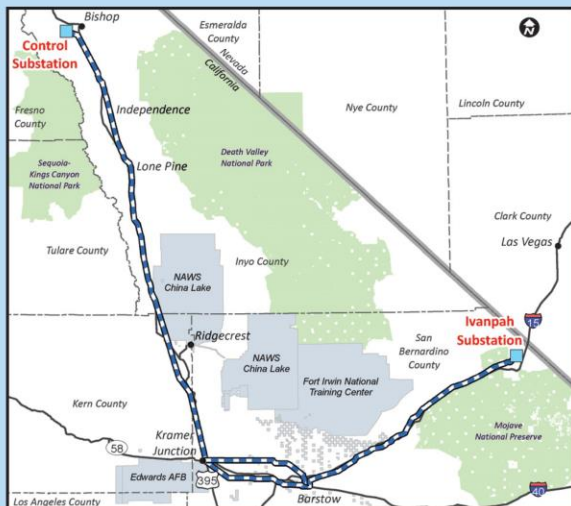 Bishop
Control
Substation
Esmeralda
County
N
Nevada
California
Nye County
Lincoln County
Fresno
County
Independence
Sequoia-
Kings Canyon
National Park
Lone Pine
Death Valley
National Park
Clark County
Las Vegas
Tulare County
Inyo County
NAWS
China Lake
Ridgecrest
NAWS
China Lake
Fort Irwin National
Training Center
San
Bernardino
County
Ivanpah
Substation
15
Kern County
Kramer
Junction
58
Edwards AFB
395
Barstow
Mojave
National Preserve
40
Los Angeles County